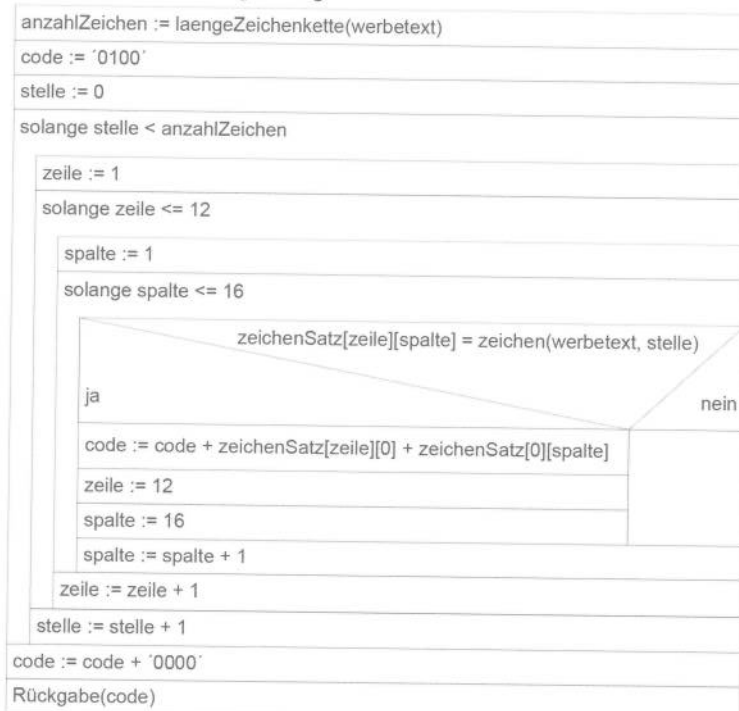 anzahlZeichen := laengeZeichenkette(werbetext)
code := ´0100´
stelle := 0
solange stelle < anzahlZeichen
zeile := 1
solange zeile <= 12
spalte := 1
solange spalte <= 16
zeichenSatz[zeile][spalte] = zeichen(werbetext, stelle)
ja
nein
code := code + zeichenSatz[zeile][0] + zeichenSatz[0][spalte]
zeile := 12
spalte := 16
spalte := spalte + 1
zeile := zeile + 1
stelle := stelle + 1
code := code + ´0000´
Rückgabe(code)